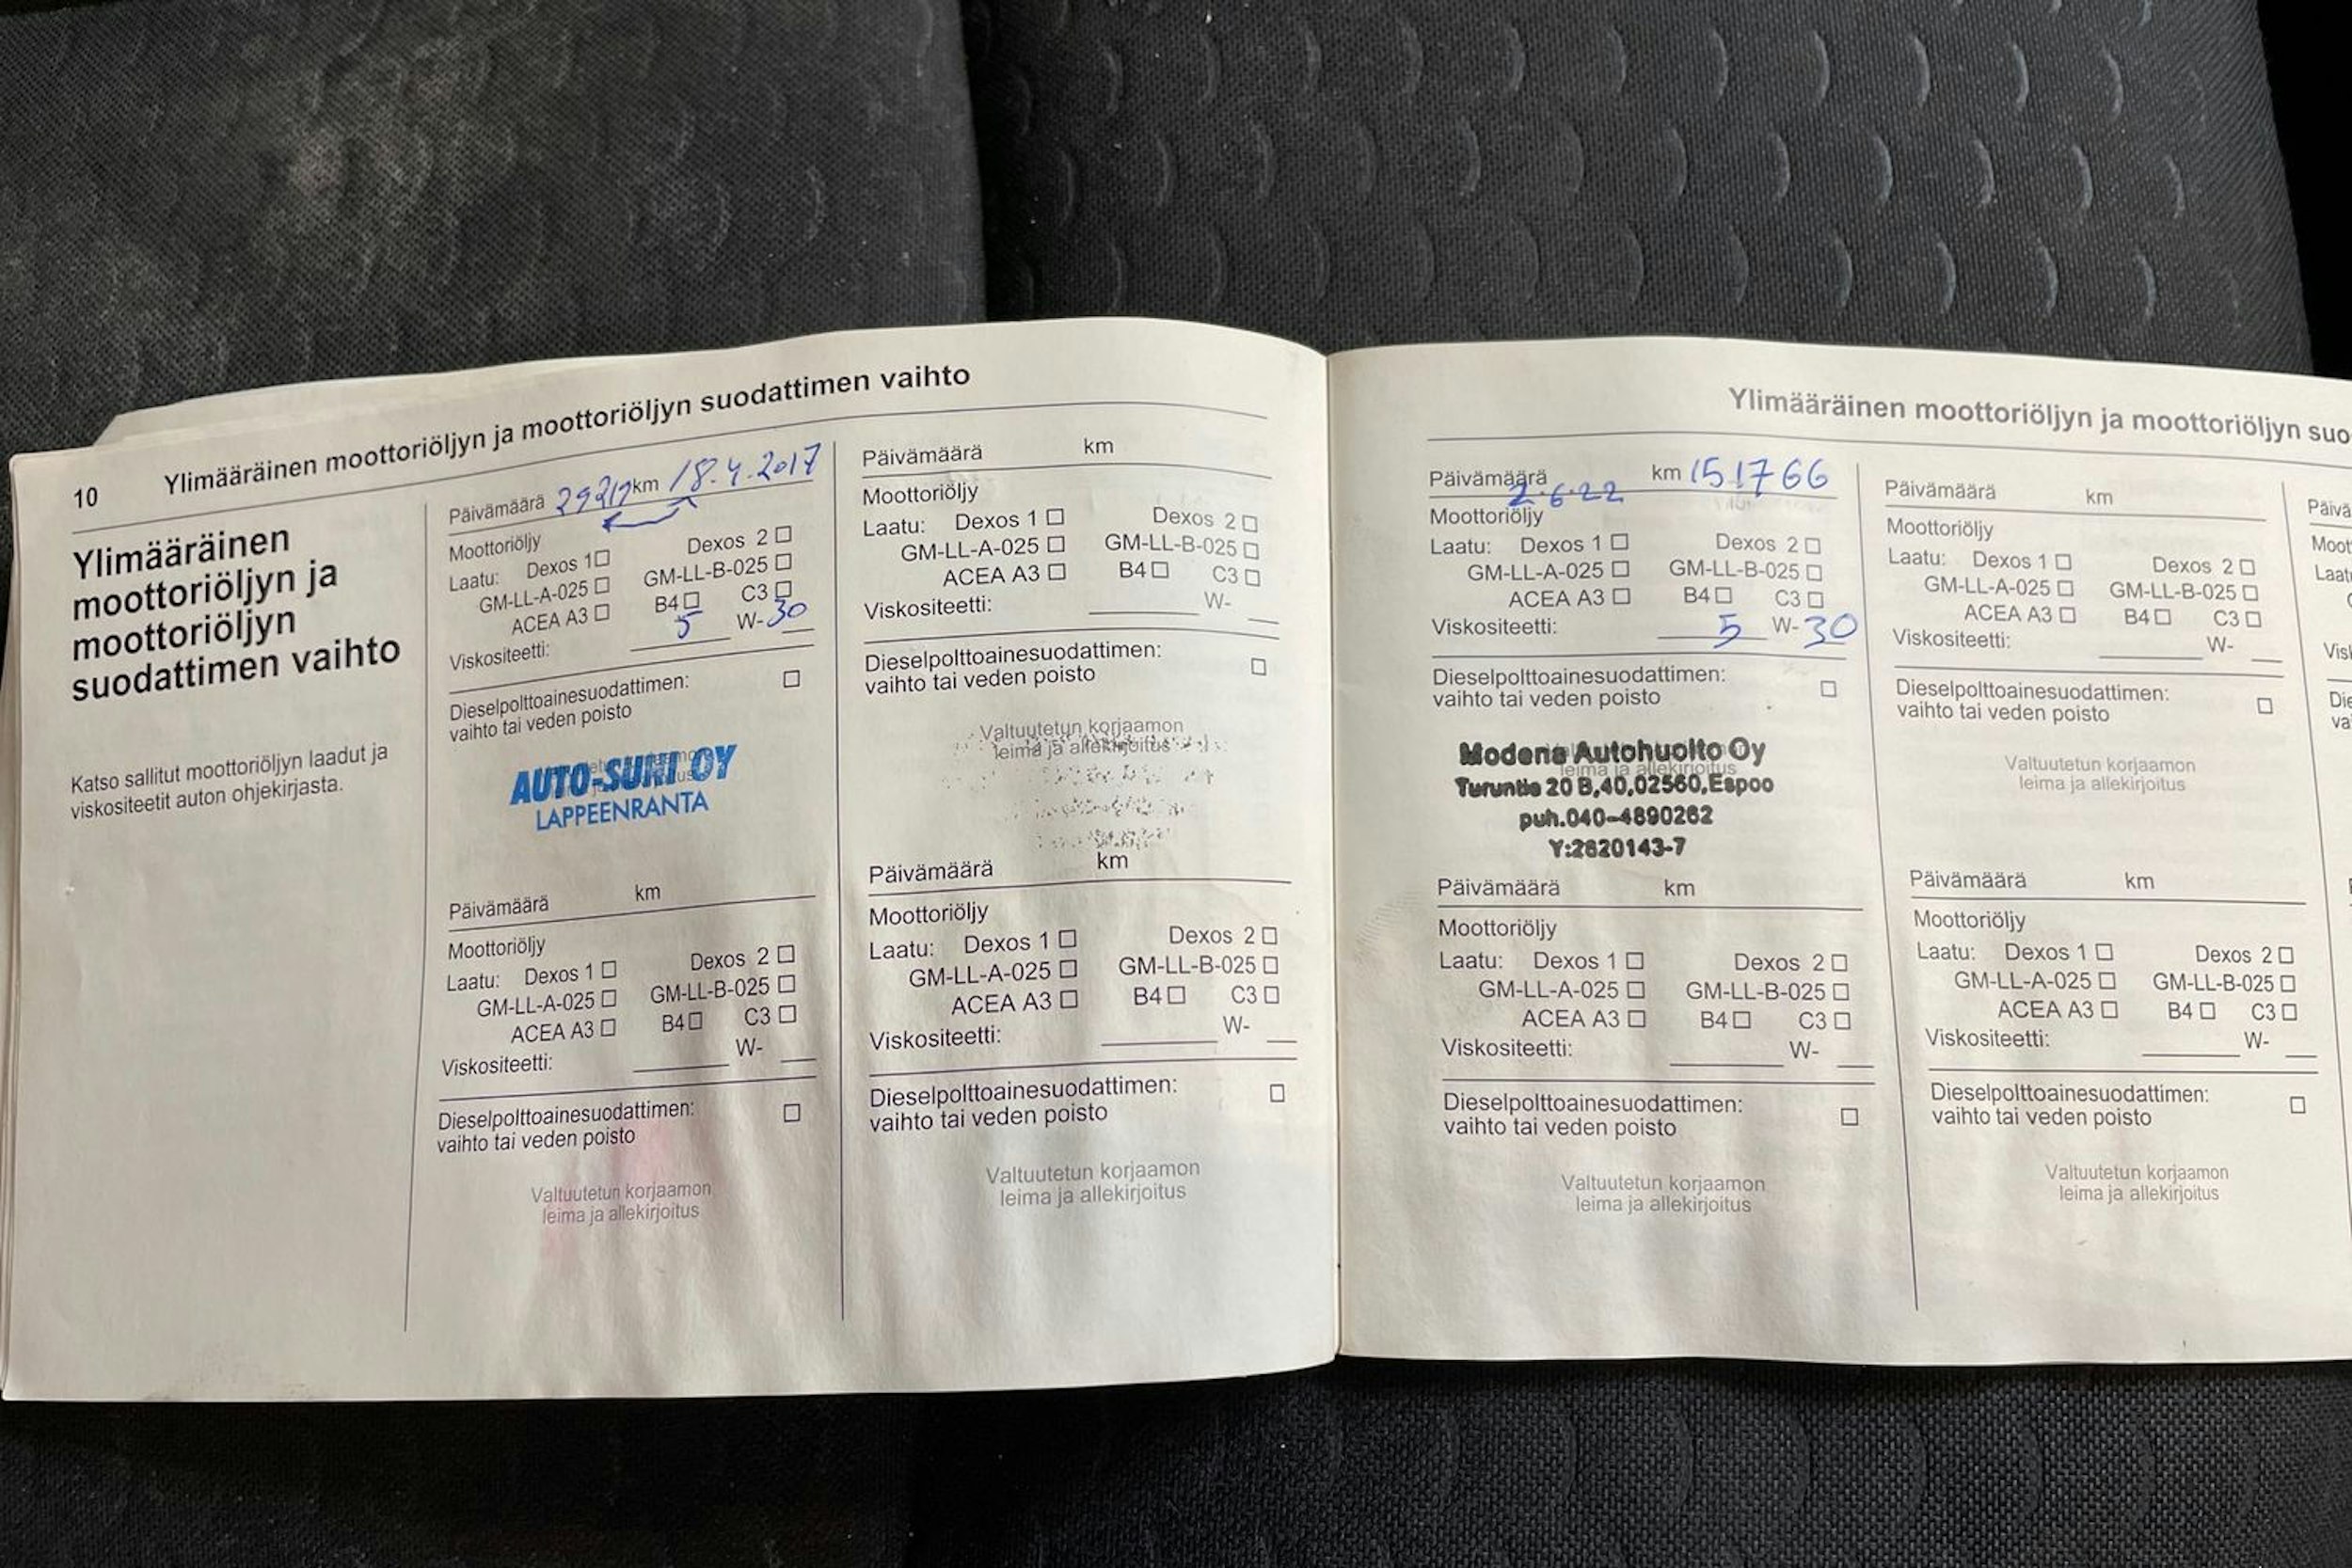 10 Ylimääräinen moottoriöljyn ja moottoriöljyn suodattimen vaihto
Ylimääräinen
moottoriöljyn ja
moottoriöljyn
suodattimen vaihto
Katso sallitut moottoriöljyn laadut ja
viskositeetit auton ohjekirjasta.
Päivämäärä km 18.4.2017
Moottoriöljy
Laatu: Dexos 1 Dexos 2
GM-LL-A-025 GM-LL-B-025
ACEA A3 B4 C3
Viskositeetti: 5 W-30
Dieselpolttoainesuodattimen:
vaihto tai veden poisto
AUTO-SURI OY
LAPPEENRANTA
Päivämäärä km
Moottoriöljy
Laatu: Dexos 1 Dexos 2
GM-LL-A-025 GM-LL-B-025
ACEA A3 B4 C3
Viskositeetti: W-
Dieselpolttoainesuodattimen:
vaihto tai veden poisto
Valtuutetun korjaamon
leima ja allekirjoitus
Päivämäärä km
Moottoriöljy
Laatu: Dexos 1 Dexos 2
GM-LL-A-025 GM-LL-B-025
ACEA A3 B4 C3
Viskositeetti: W-
Dieselpolttoainesuodattimen:
vaihto tai veden poisto
Valtuutetun korjaamon
leima ja allekirjoitus
Päivämäärä km
Moottoriöljy
Laatu: Dexos 1 Dexos 2
GM-LL-A-025 GM-LL-B-025
ACEA A3 B4 C3
Viskositeetti: W-
Dieselpolttoainesuodattimen:
vaihto tai veden poisto
Valtuutetun korjaamon
leima ja allekirjoitus
Ylimääräinen moottoriöljyn ja moottoriöljyn suo
Päivämäärä km 151766
2.6.22
Moottoriöljy
Laatu: Dexos 1 Dexos 2
GM-LL-A-025 GM-LL-B-025
ACEA A3 B4 C3
Viskositeetti: 5 W-30
Dieselpolttoainesuodattimen:
vaihto tai veden poisto
Modena Autohuolto Oy
leima ja allekirjoitus
Turuntie 20 B,40,02560,Espoo
puh.040-4890262
Y:2620143-7
Päivämäärä km
Moottoriöljy
Laatu: Dexos 1 Dexos 2
GM-LL-A-025 GM-LL-B-025
ACEA A3 B4 C3
Viskositeetti: W-
Dieselpolttoainesuodattimen:
vaihto tai veden poisto
Valtuutetun korjaamon
leima ja allekirjoitus
Päivämäärä km
Moottoriöljy
Laatu: Dexos 1 Dexos 2
GM-LL-A-025 GM-LL-B-025
ACEA A3 B4 C3
Viskositeetti: W-
Dieselpolttoainesuodattimen:
vaihto tai veden poisto
Valtuutetun korjaamon
leima ja allekirjoitus
Päivämäärä km
Moottoriöljy
Laatu: Dexos 1 Dexos 2
GM-LL-A-025 GM-LL-B-025
ACEA A3 B4 C3
Viskositeetti: W-
Dieselpolttoainesuodattimen:
vaihto tai veden poisto
Valtuutetun korjaamon
leima ja allekirjoitus